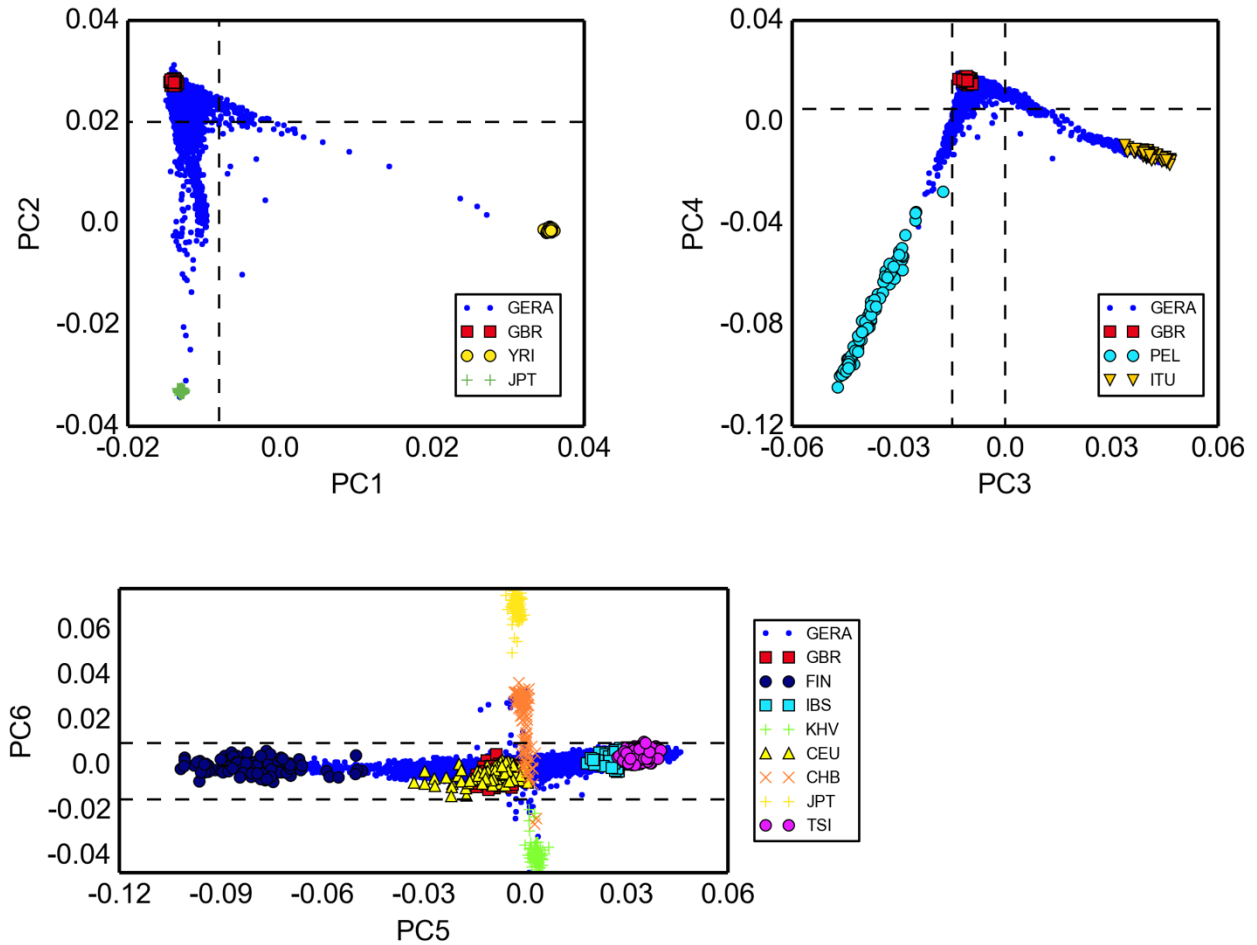 0.04
0.02
0.0
-0.02
-0.04
PC2
-0.02
0.0
0.02
0.04
PC1
GERA
GBR
YRI
JPT
0.04
0.0
-0.04
-0.08
-0.12
PC4
-0.06
-0.03
0.0
0.03
0.06
PC3
GERA
GBR
PEL
ITU
0.06
0.04
0.02
0.0
-0.02
-0.04
PC6
-0.12
-0.09
-0.06
-0.03
0.0
0.03
0.06
PC5
GERA
GBR
FIN
IBS
KHV
CEU
CHB
JPT
TSI